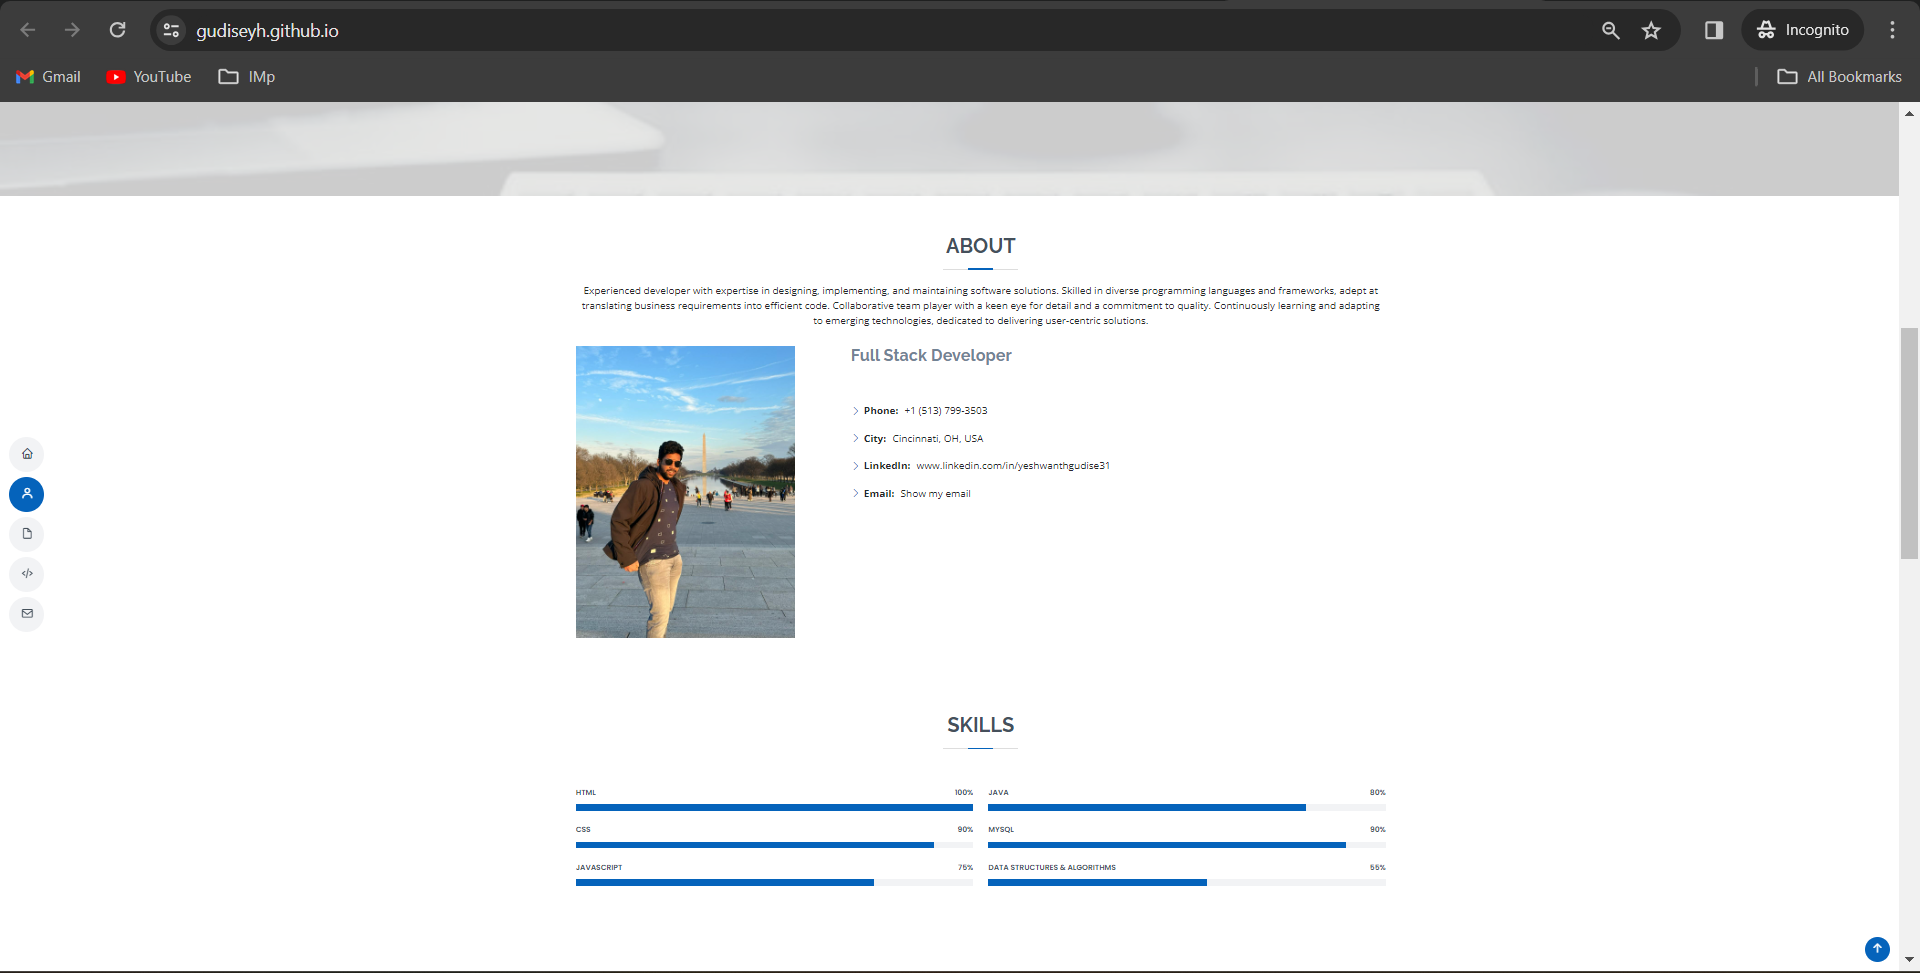 gudiseyh.github.io
Incognito
Gmail
YouTube
IMp
All Bookmarks
ABOUT
Experienced developer with expertise in designing, implementing, and maintaining software solutions. Skilled in diverse programming languages and frameworks, adept at
translating business requirements into efficient code. Collaborative team player with a keen eye for detail and a commitment to quality. Continuously learning and adapting
to emerging technologies, dedicated to delivering user-centric solutions.
Full Stack Developer
Phone: +1 (513) 799-3503
City: Cincinnati, OH, USA
LinkedIn: www.linkedin.com/in/yeshwanthgudise31
Email: Show my email
SKILLS
HTML 100%
JAVA 80%
CSS 90%
MYSQL 90%
JAVASCRIPT 75%
DATA STRUCTURES & ALGORITHMS 55%